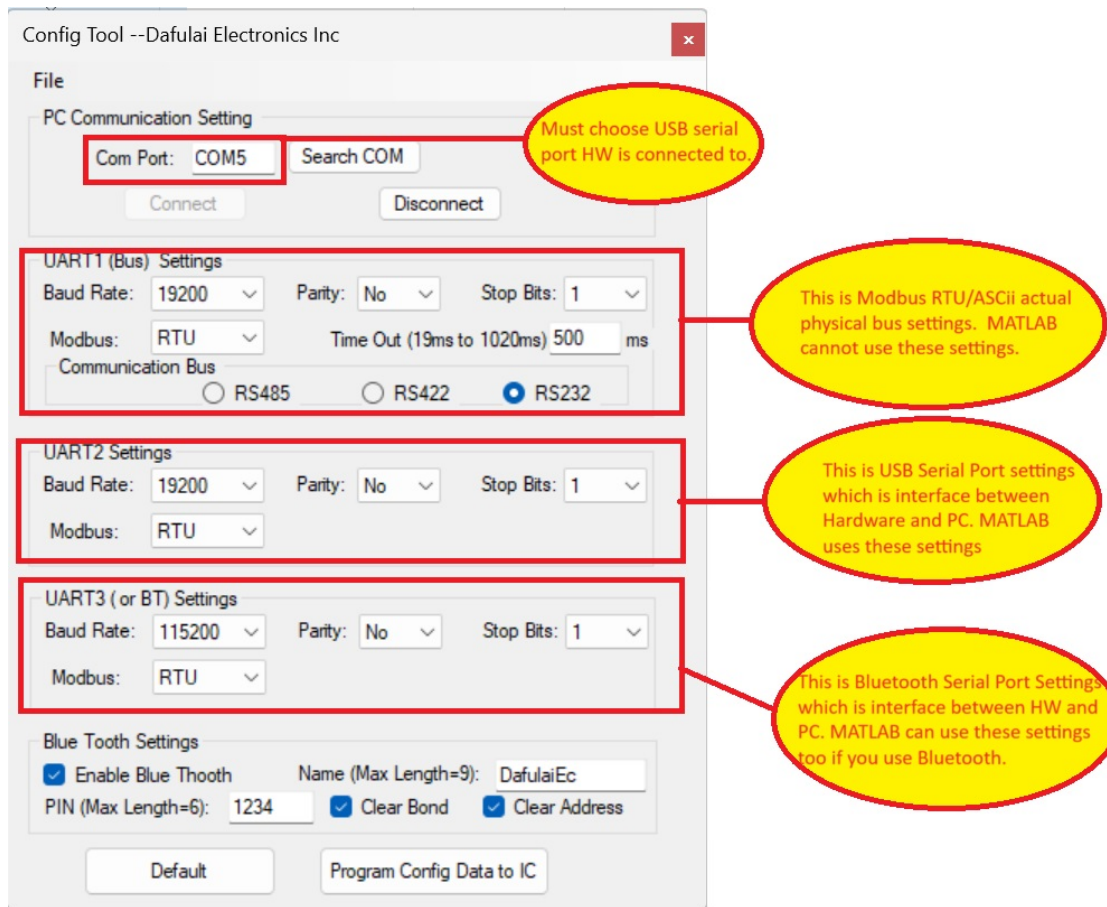 Config Tool --Dafulai Electronics Inc
x
File
PC Communication Setting
Com Port: COM5 Search COM
Connect Disconnect
Must choose USB serial
port HW is connected to.
UART1 (Bus) Settings
Baud Rate: 19200 Parity: No Stop Bits: 1
Modbus: RTU Time Out (19ms to 1020ms) 500 ms
Communication Bus
RS485 RS422 RS232
This is Modbus RTU/ASCii actual
physical bus settings. MATLAB
cannot use these settings.
UART2 Settings
Baud Rate: 19200 Parity: No Stop Bits: 1
Modbus: RTU
This is USB Serial Port settings
which is interface between
Hardware and PC. MATLAB
uses these settings
UART3 ( or BT) Settings
Baud Rate: 115200 Parity: No Stop Bits: 1
Modbus: RTU
This is Bluetooth Serial Port Settings
which is interface between HW and
PC. MATLAB can use these settings
too if you use Bluetooth.
Blue Tooth Settings
Enable Blue Thooth Name (Max Length=9): DafulaiEc
PIN (Max Length=6): 1234 Clear Bond Clear Address
Default Program Config Data to IC